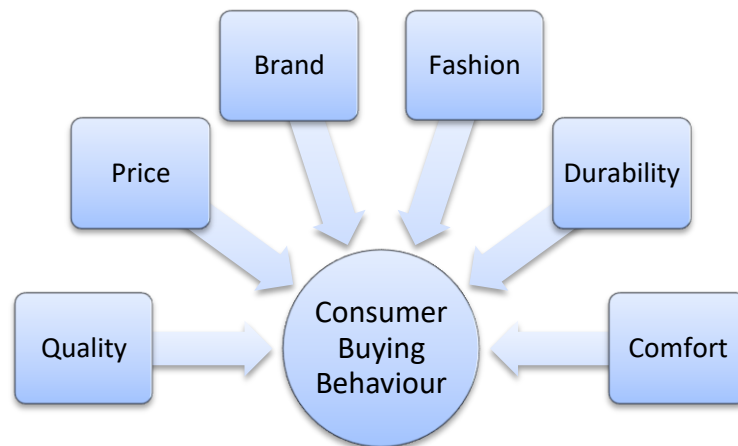 Brand
Fashion
Price
Durability
Quality
Consumer
Buying
Behaviour
Comfort